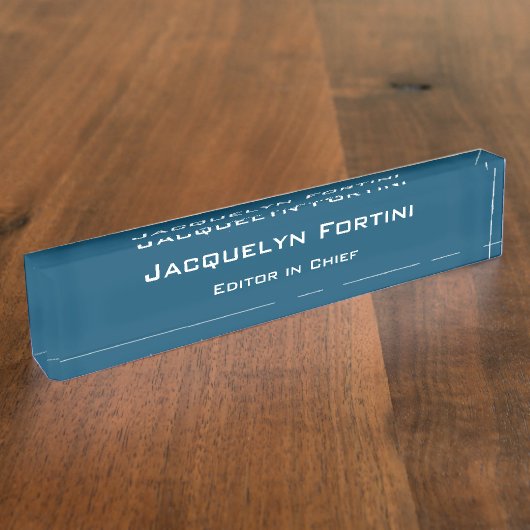 Jacquelyn Fortini
Editor in Chief